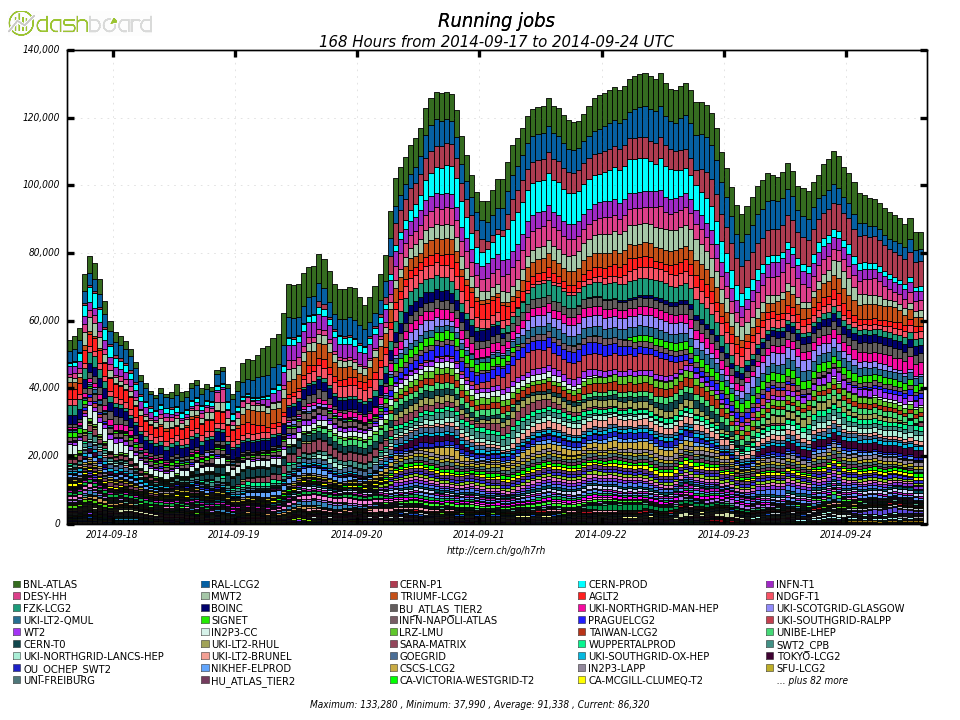 dashboard
Running jobs
168 Hours from 2014-09-17 to 2014-09-24 UTC
140,000
120,000
100,000
80,000
60,000
40,000
20,000
0
2014-09-18 2014-09-19 2014-09-20 2014-09-21 2014-09-22 2014-09-23 2014-09-24
http://cern.ch/go/h7rh
BNL-ATLAS RAL-LCG2 CERN-P1 CERN-PROD INFN-T1
DESY-HH MWT2 TRIUMF-LCG2 AGLT2 NDGF-T1
FZK-LCG2 BOINC BU_ATLAS_TIER2 UKI-NORTHGRID-MAN-HEP UKI-SCOTGRID-GLASGOW
UKI-LT2-QMUL SIGNET INFN-NAPOLI-ATLAS PRAGUELCG2 UKI-SOUTHGRID-RALPP
WT2 IN2P3-CC LRZ-LMU TAIWAN-LCG2 UNIBE-LHEP
CERN-T0 UKI-LT2-RHUL SARA-MATRIX WUPPERTALPROD SWT2_CPB
UKI-NORTHGRID-LANCS-HEP UKI-LT2-BRUNEL GOEGRID UKI-SOUTHGRID-OX-HEP TOKYO-LCG2
OU_OCHEP_SWT2 NIKHEF-ELPROD CSCS-LCG2 IN2P3-LAPP SFU-LCG2
UNI-FREIBURG HU_ATLAS_TIER2 CA-VICTORIA-WESTGRID-T2 CA-MCGILL-CLUMEQ-T2 ... plus 82 more
Maximum: 133,280 , Minimum: 37,990 , Average: 91,338 , Current: 86,320